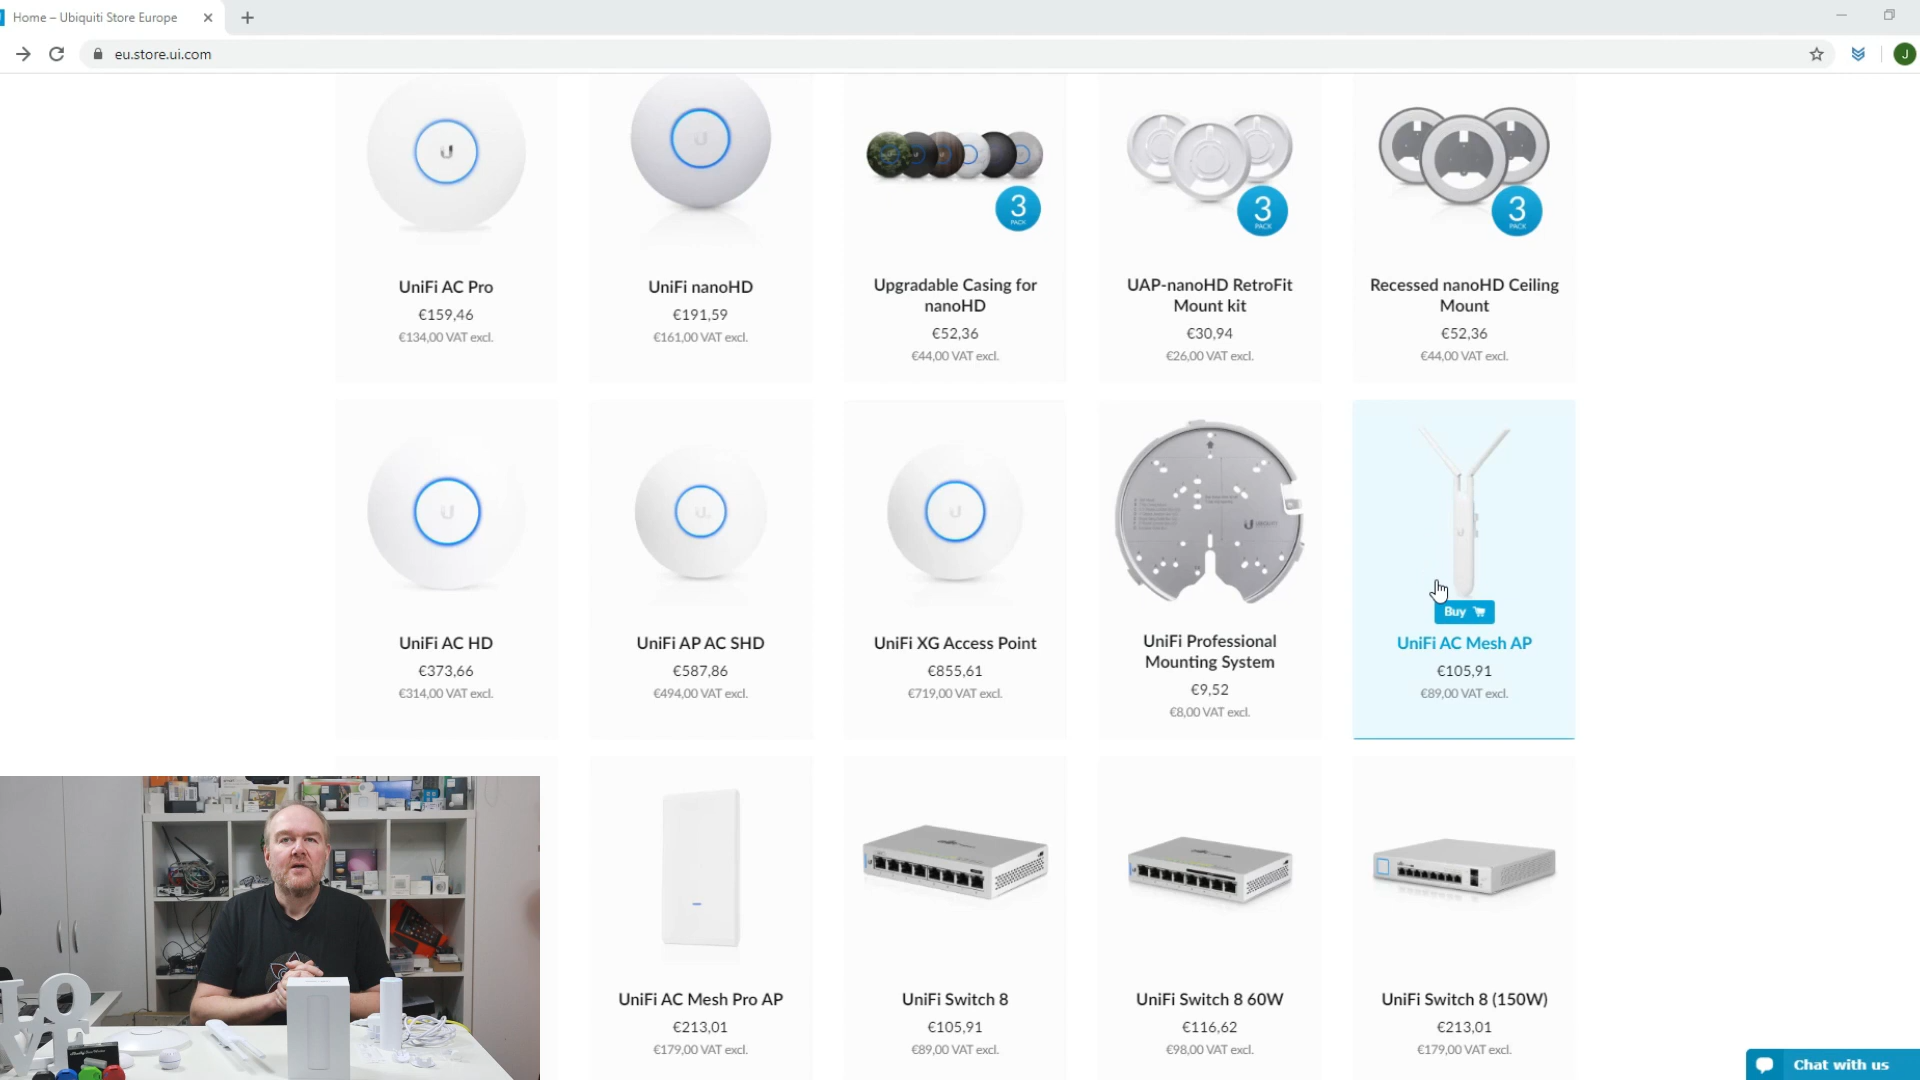 Home – Ubiquiti Store Europe
eu.store.ui.com
J
3
PACK
3
PACK
3
PACK
UniFi AC Pro
€159,46
€134,00 VAT excl.
UniFi nanoHD
€191,59
€161,00 VAT excl.
Upgradable Casing for
nanoHD
€52,36
€44,00 VAT excl.
UAP-nanoHD RetroFit
Mount kit
€30,94
€26,00 VAT excl.
Recessed nanoHD Ceiling
Mount
€52,36
€44,00 VAT excl.
UniFi AC HD
€373,66
€314,00 VAT excl.
UniFi AP AC SHD
€587,86
€494,00 VAT excl.
UniFi XG Access Point
€855,61
€719,00 VAT excl.
UniFi Professional
Mounting System
€9,52
€8,00 VAT excl.
Buy
UniFi AC Mesh AP
€105,91
€89,00 VAT excl.
UniFi AC Mesh Pro AP
€213,01
€179,00 VAT excl.
UniFi Switch 8
€105,91
€89,00 VAT excl.
UniFi Switch 8 60W
€116,62
€98,00 VAT excl.
UniFi Switch 8 (150W)
€213,01
€179,00 VAT excl.
Chat with us